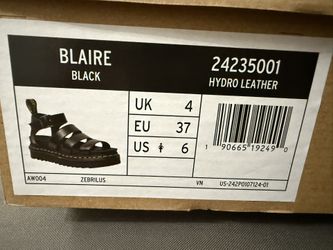 BLAIRE
BLACK
24235001
HYDRO LEATHER
UK 4
EU 37
US 6
1 90665 19249 0
AW004
ZEBRILUS
VN
US-242P0107124-01